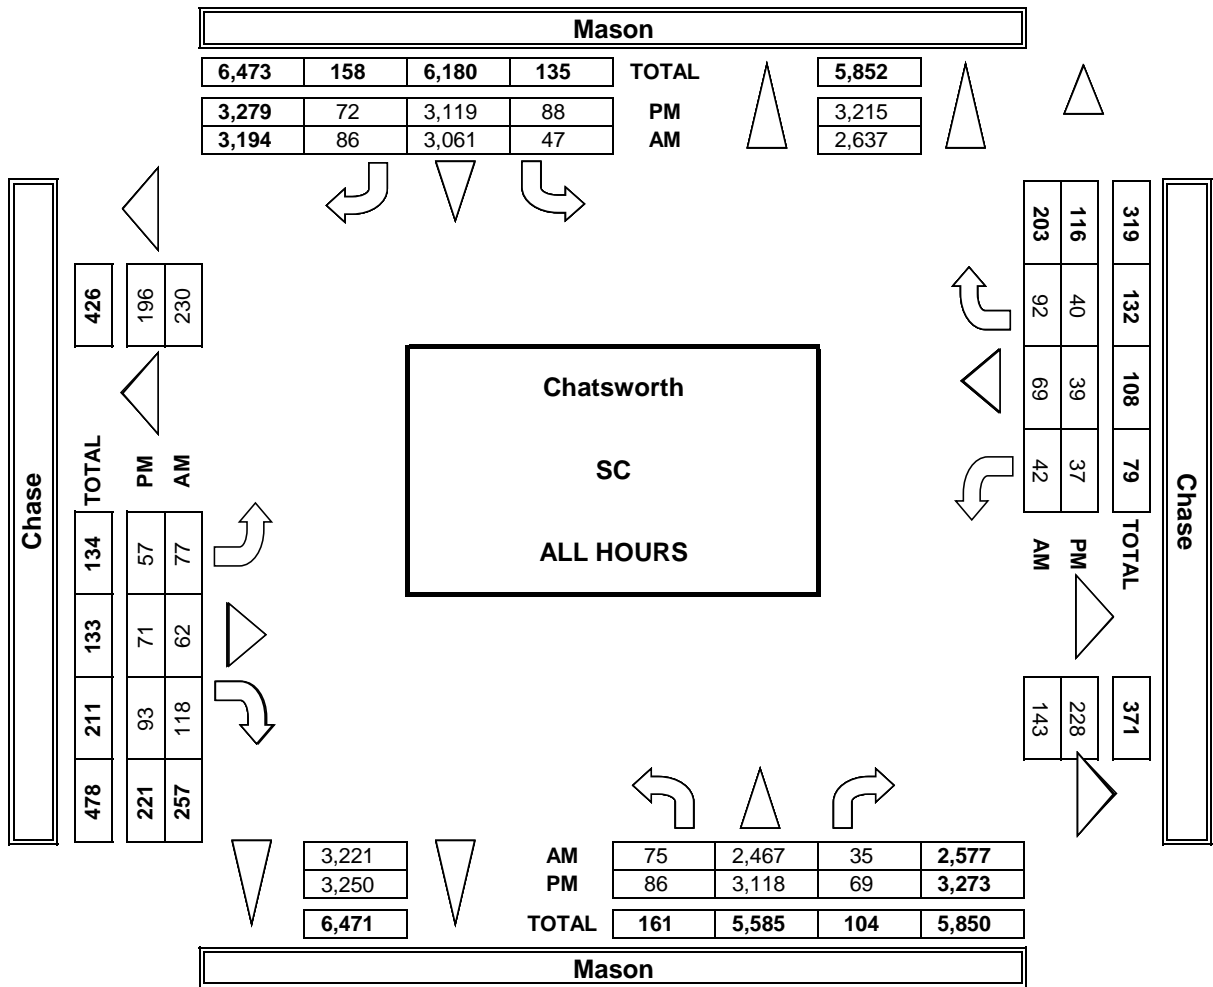 Mason
6,473 158 6,180 135 TOTAL 5,852
3,279 72 3,119 88 PM 3,215
3,194 86 3,061 47 AM 2,637
Chase
426
196
230
TOTAL 134 133 211 478
PM 57 71 93 221
AM 77 62 118 257
Chatsworth
SC
ALL HOURS
319 132 108 79 TOTAL 371
116 40 39 37 PM 228
203 92 69 42 AM 143
Chase
3,221 AM 75 2,467 35 2,577
3,250 PM 86 3,118 69 3,273
6,471 TOTAL 161 5,585 104 5,850
Mason